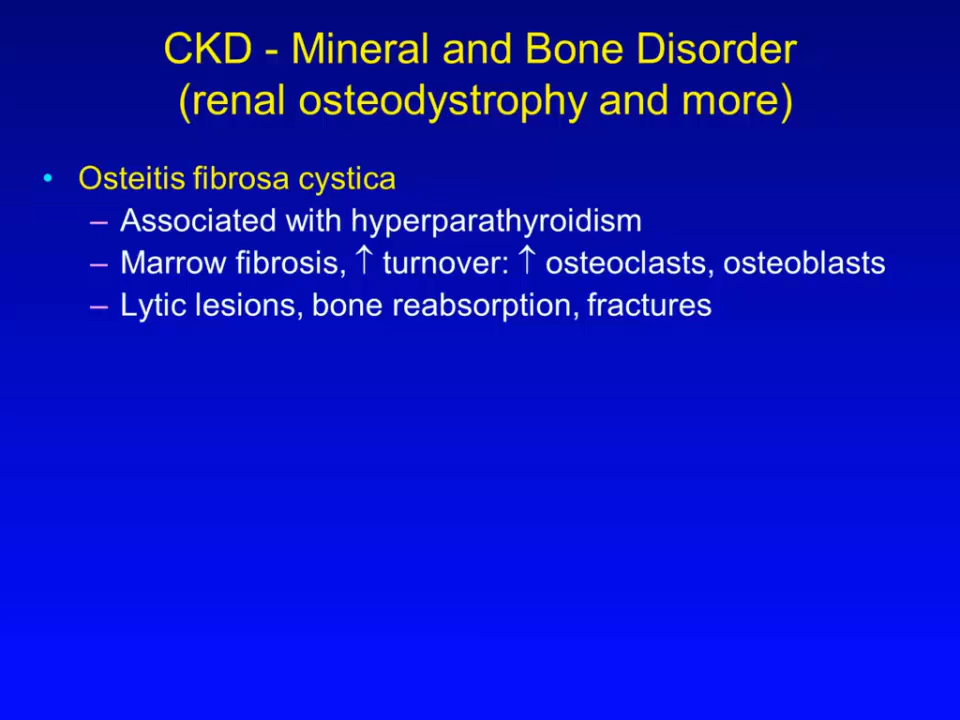 CKD - Mineral and Bone Disorder
(renal osteodystrophy and more)
• Osteitis fibrosa cystica
– Associated with hyperparathyroidism
– Marrow fibrosis, ↑ turnover: ↑ osteoclasts, osteoblasts
– Lytic lesions, bone reabsorption, fractures